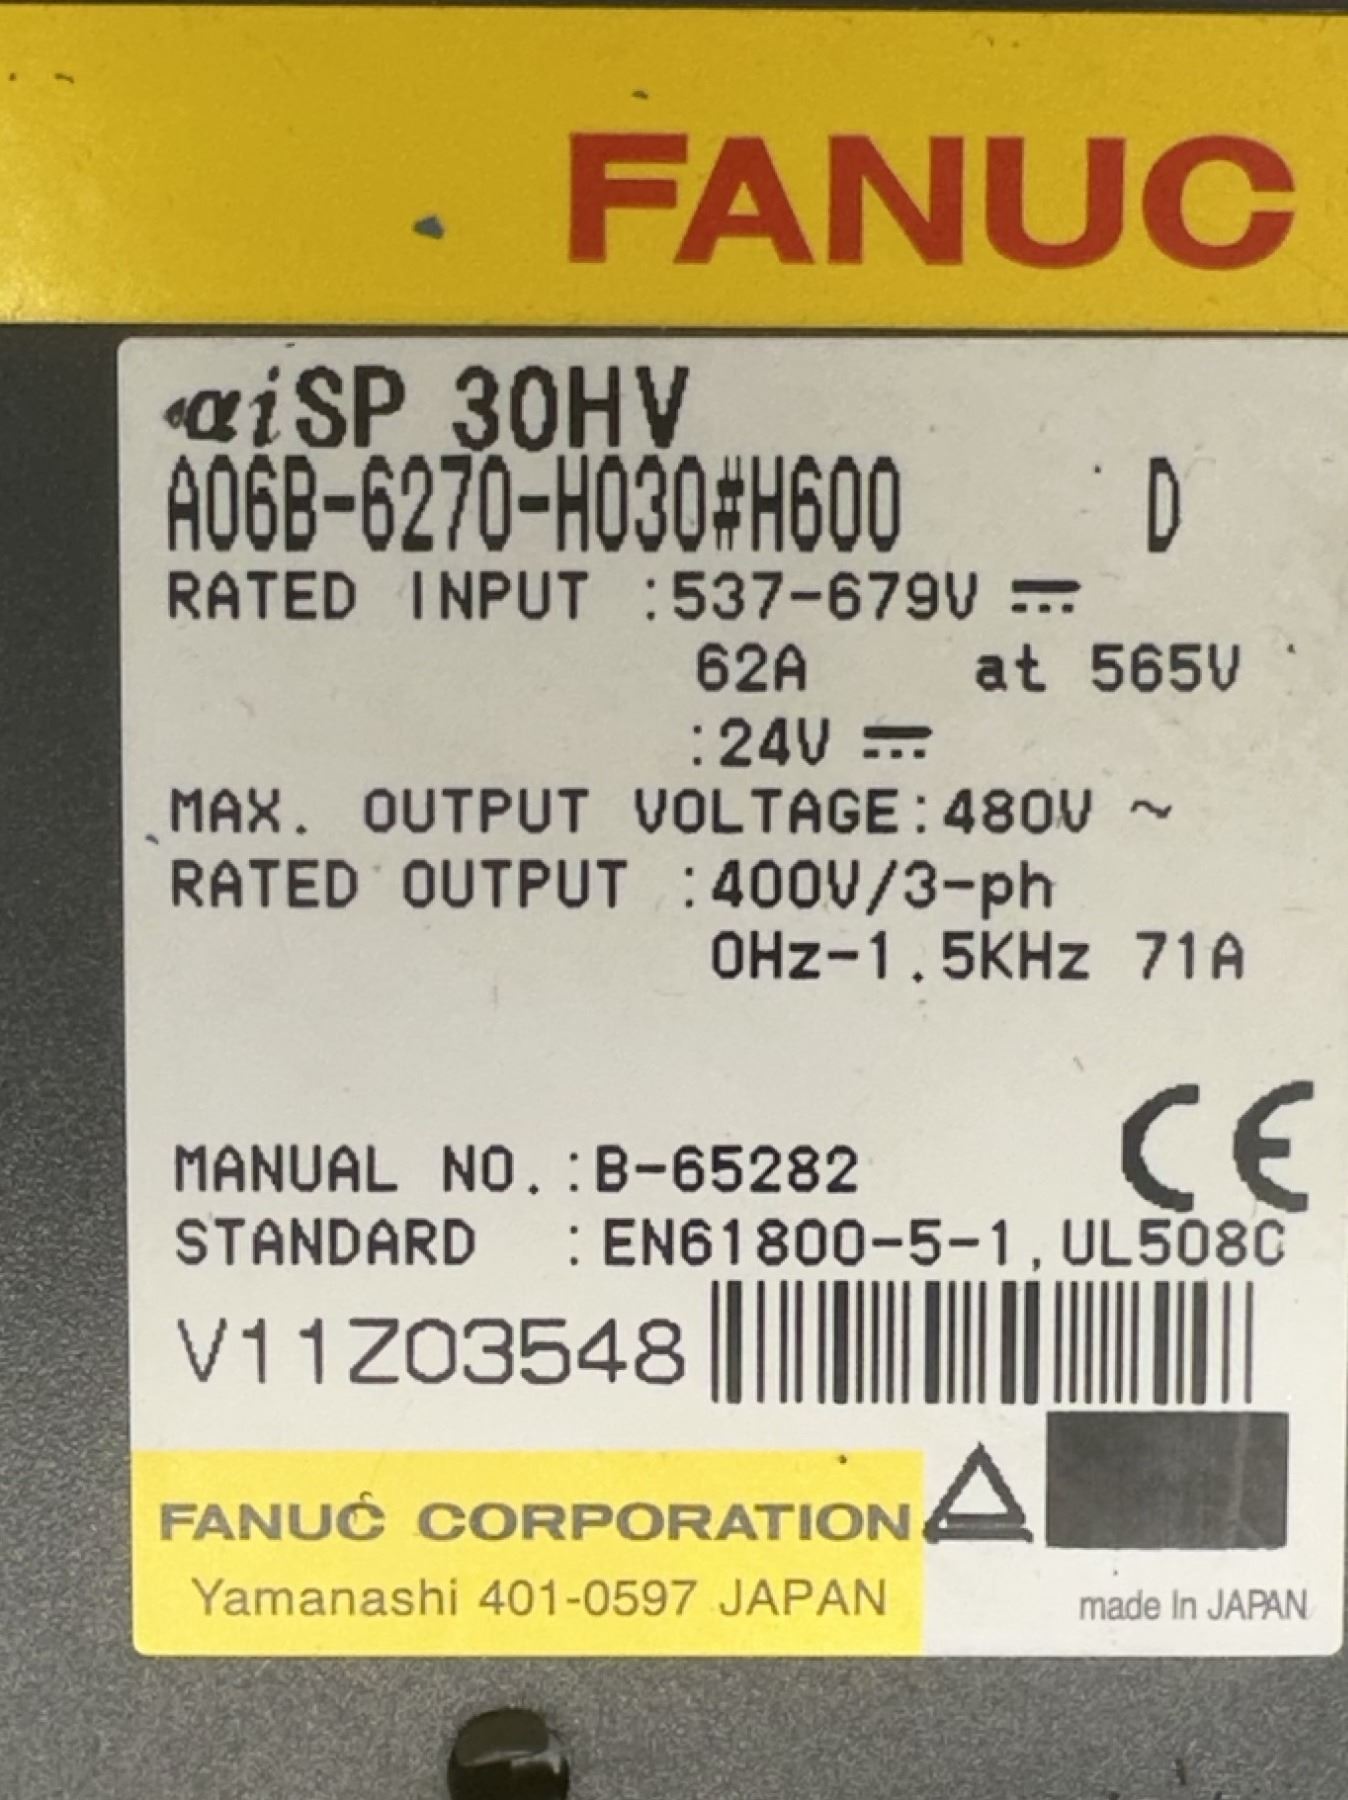 FANUC
αiSP 30HV
A06B-6270-H030#H600 D
RATED INPUT :537-679V ⎓
62A at 565V
:24V ⎓
MAX. OUTPUT VOLTAGE:480V ~
RATED OUTPUT :400V/3-ph
0Hz-1.5KHz 71A
CE
MANUAL NO.:B-65282
STANDARD :EN61800-5-1,UL508C
V11Z03548
FANUC CORPORATION
Yamanashi 401-0597 JAPAN
made In JAPAN